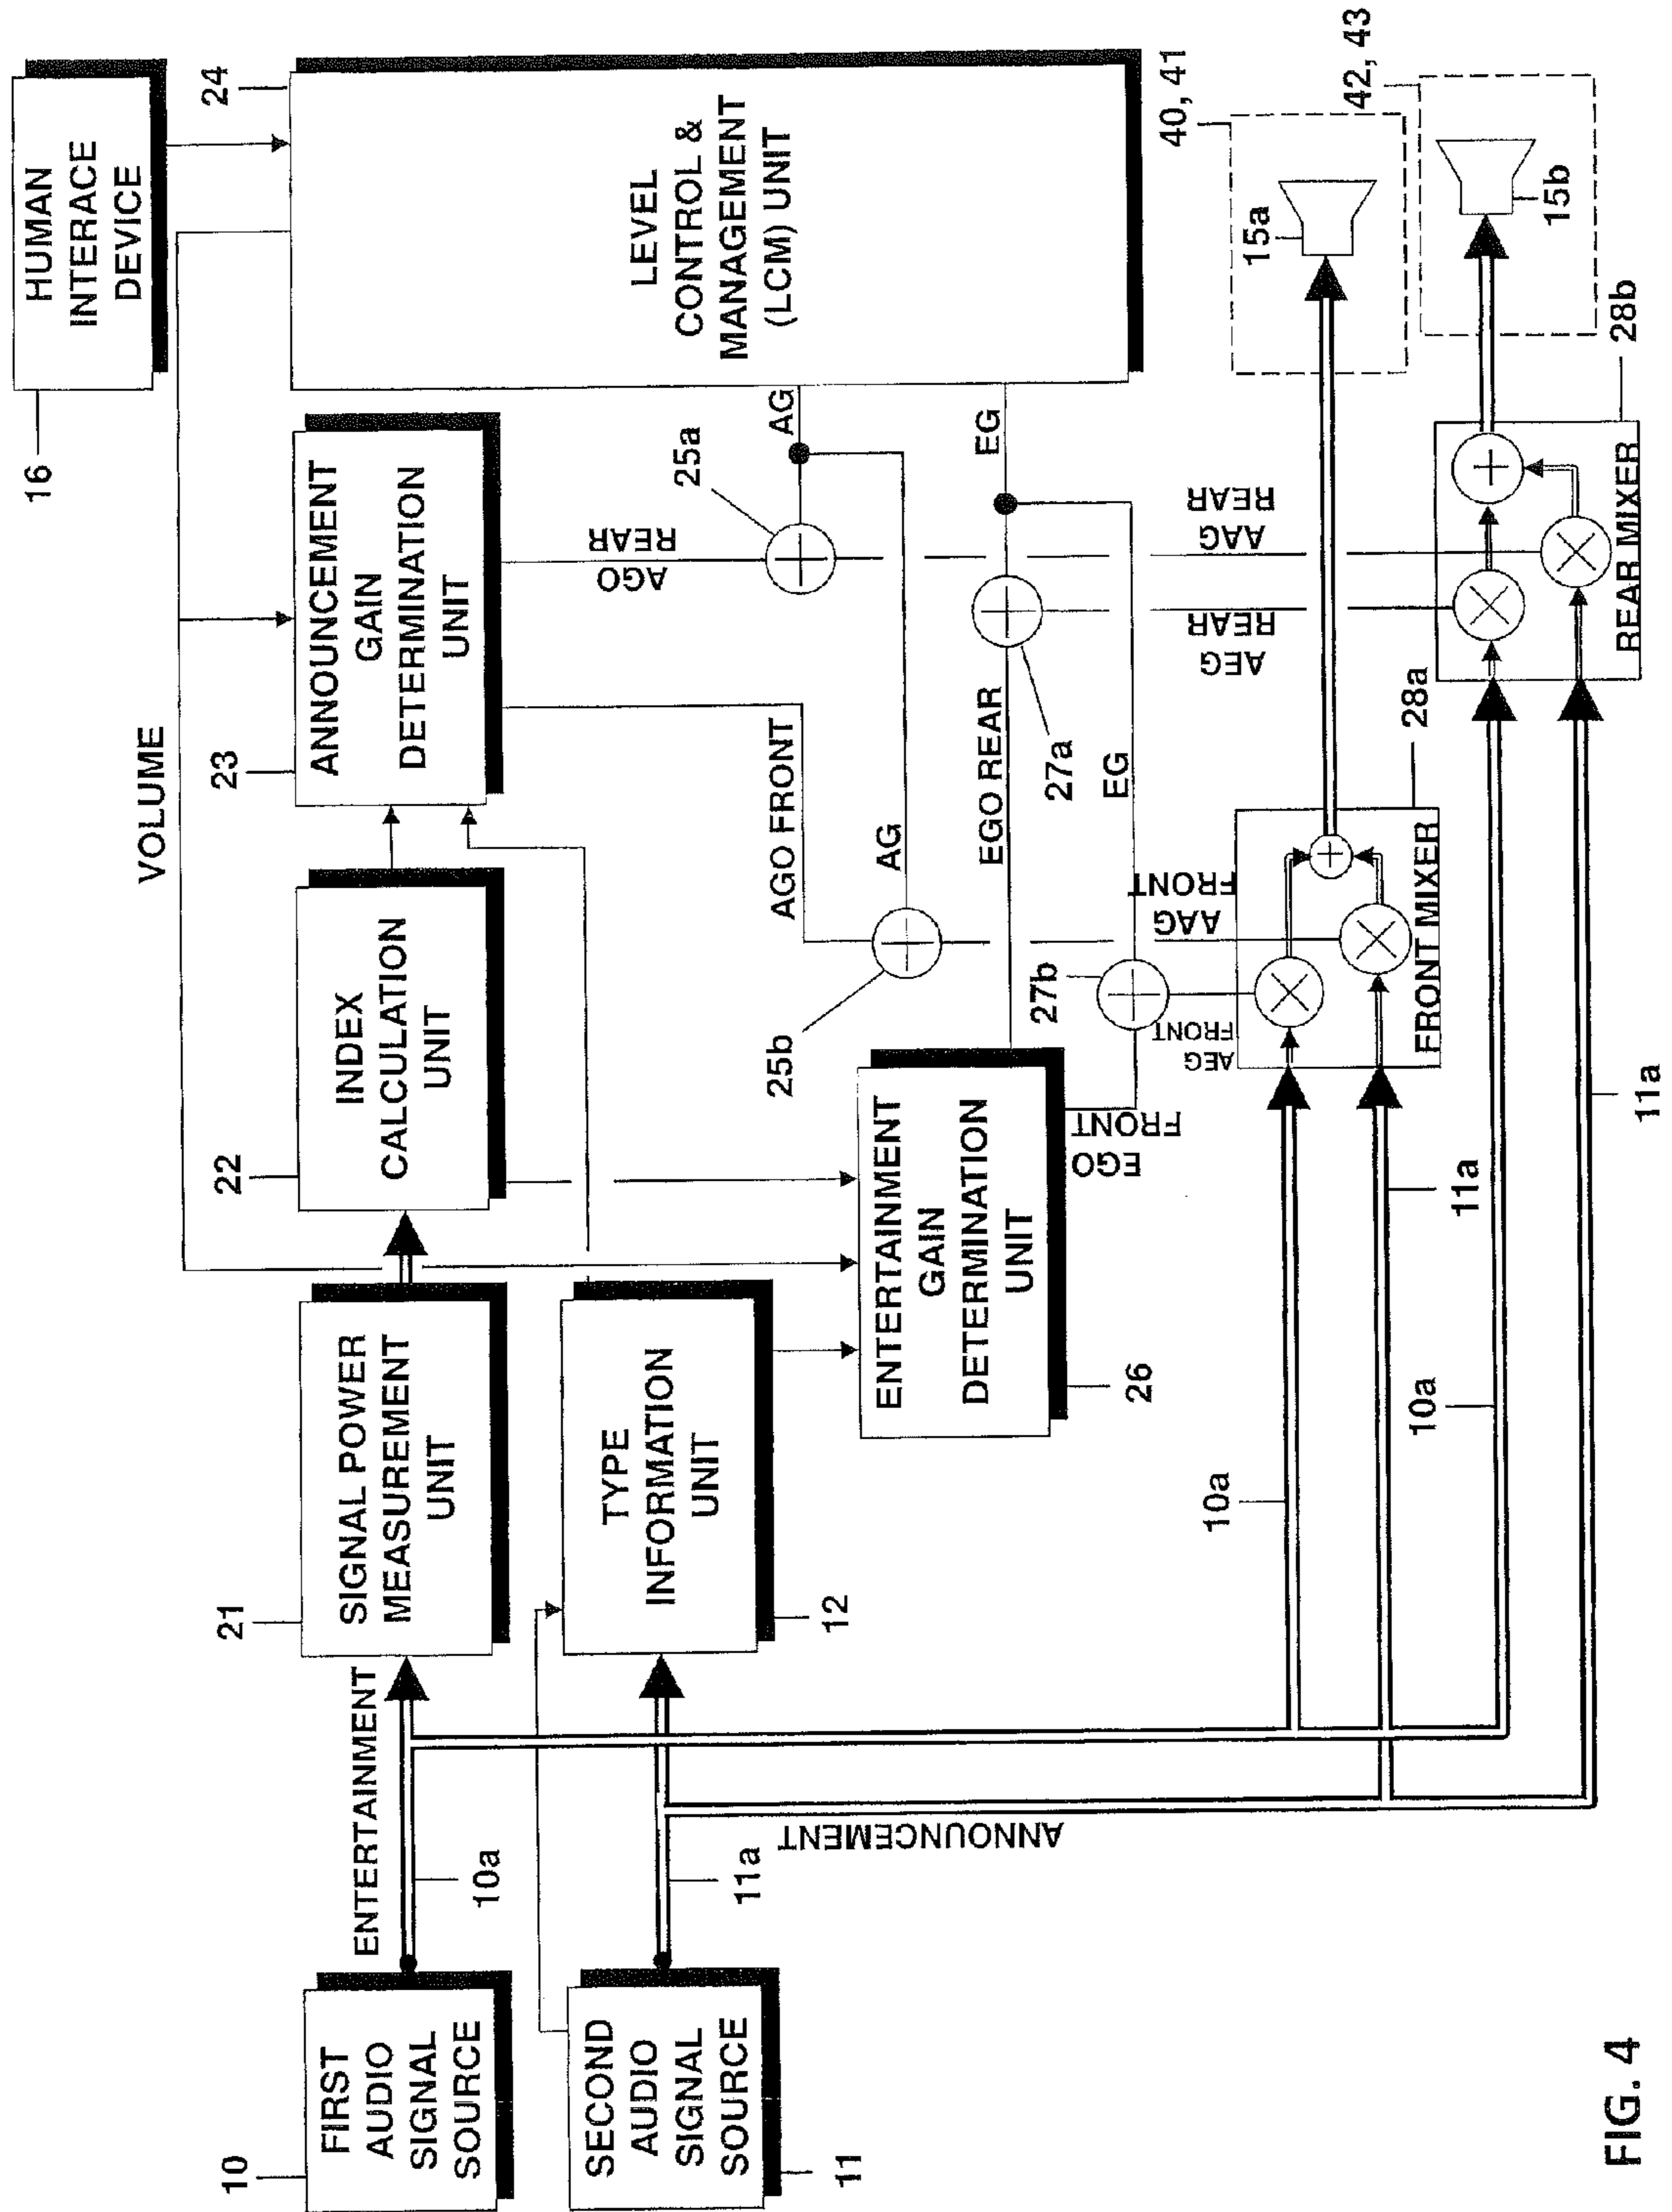 HUMAN
INTERACE
DEVICE
16
24
LEVEL
CONTROL &
MANAGEMENT
(LCM) UNIT
VOLUME
23
ANNOUNCEMENT
GAIN
DETERMINATION
UNIT
22
INDEX
CALCULATION
UNIT
21
SIGNAL POWER
MEASUREMENT
UNIT
ENTERTAINMENT
10a
10
FIRST
AUDIO
SIGNAL
SOURCE
SECOND
AUDIO
SIGNAL
SOURCE
11
11a
ANNOUNCEMENT
TYPE
INFORMATION
UNIT
12
ENTERTAINMENT
GAIN
DETERMINATION
UNIT
26
AGO
REAR
25a
AG
AGO FRONT
AG
25b
EG
EGO REAR
27a
EG
EGO
FRONT
27b
AEG
FRONT
AAG
FRONT
AEG
REAR
AAG
REAR
FRONT MIXER
28a
REAR MIXER
28b
15a
40, 41
15b
42, 43
10a
11a
10a
11a
FIG. 4